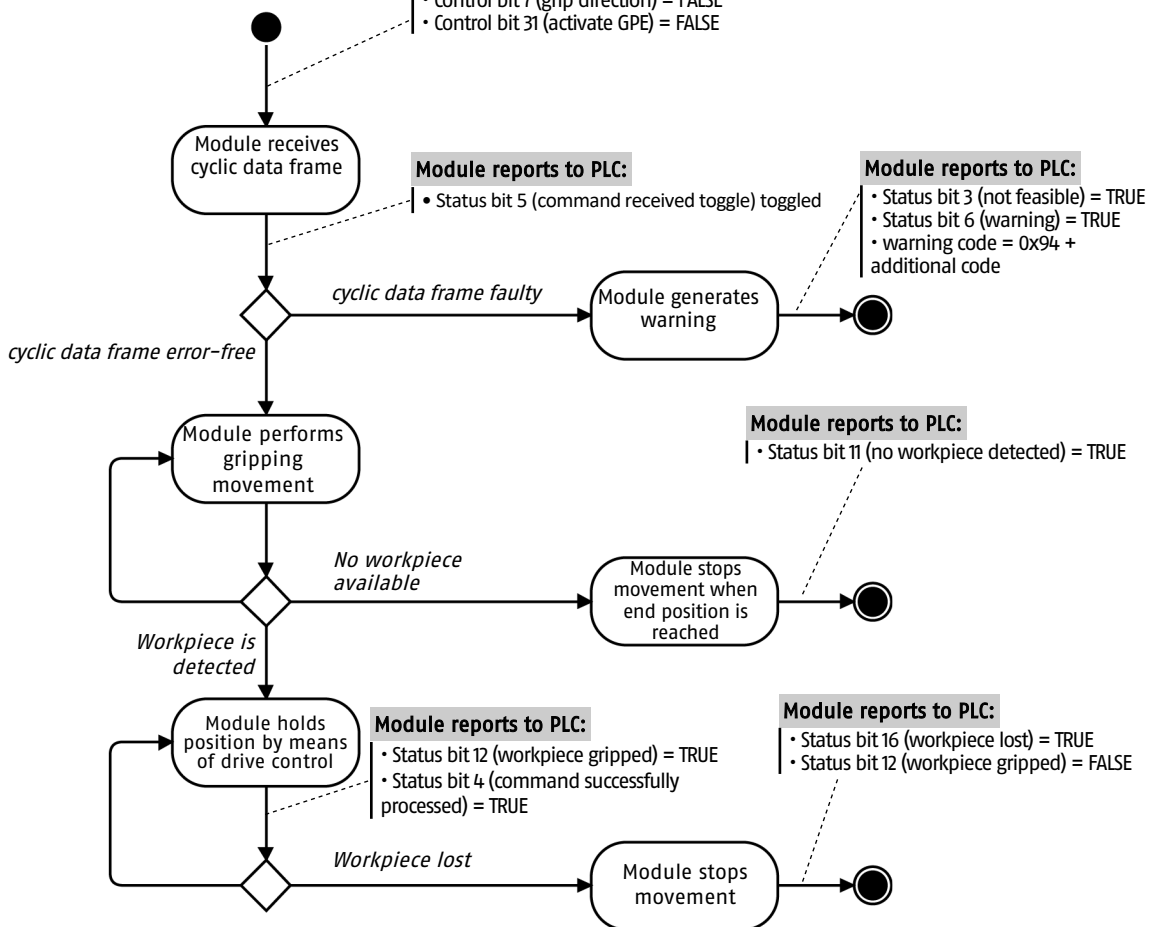 • Control bit 7 (grip direction) = FALSE
• Control bit 31 (activate GPE) = FALSE
Module receives
cyclic data frame
Module reports to PLC:
• Status bit 5 (command received toggle) toggled
Module reports to PLC:
• Status bit 3 (not feasible) = TRUE
• Status bit 6 (warning) = TRUE
• warning code = 0x94 +
additional code
cyclic data frame faulty
Module generates
warning
cyclic data frame error-free
Module performs
gripping
movement
Module reports to PLC:
• Status bit 11 (no workpiece detected) = TRUE
No workpiece
available
Module stops
movement when
end position is
reached
Workpiece is
detected
Module holds
position by means
of drive control
Module reports to PLC:
• Status bit 12 (workpiece gripped) = TRUE
• Status bit 4 (command successfully
processed) = TRUE
Module reports to PLC:
• Status bit 16 (workpiece lost) = TRUE
• Status bit 12 (workpiece gripped) = FALSE
Workpiece lost
Module stops
movement